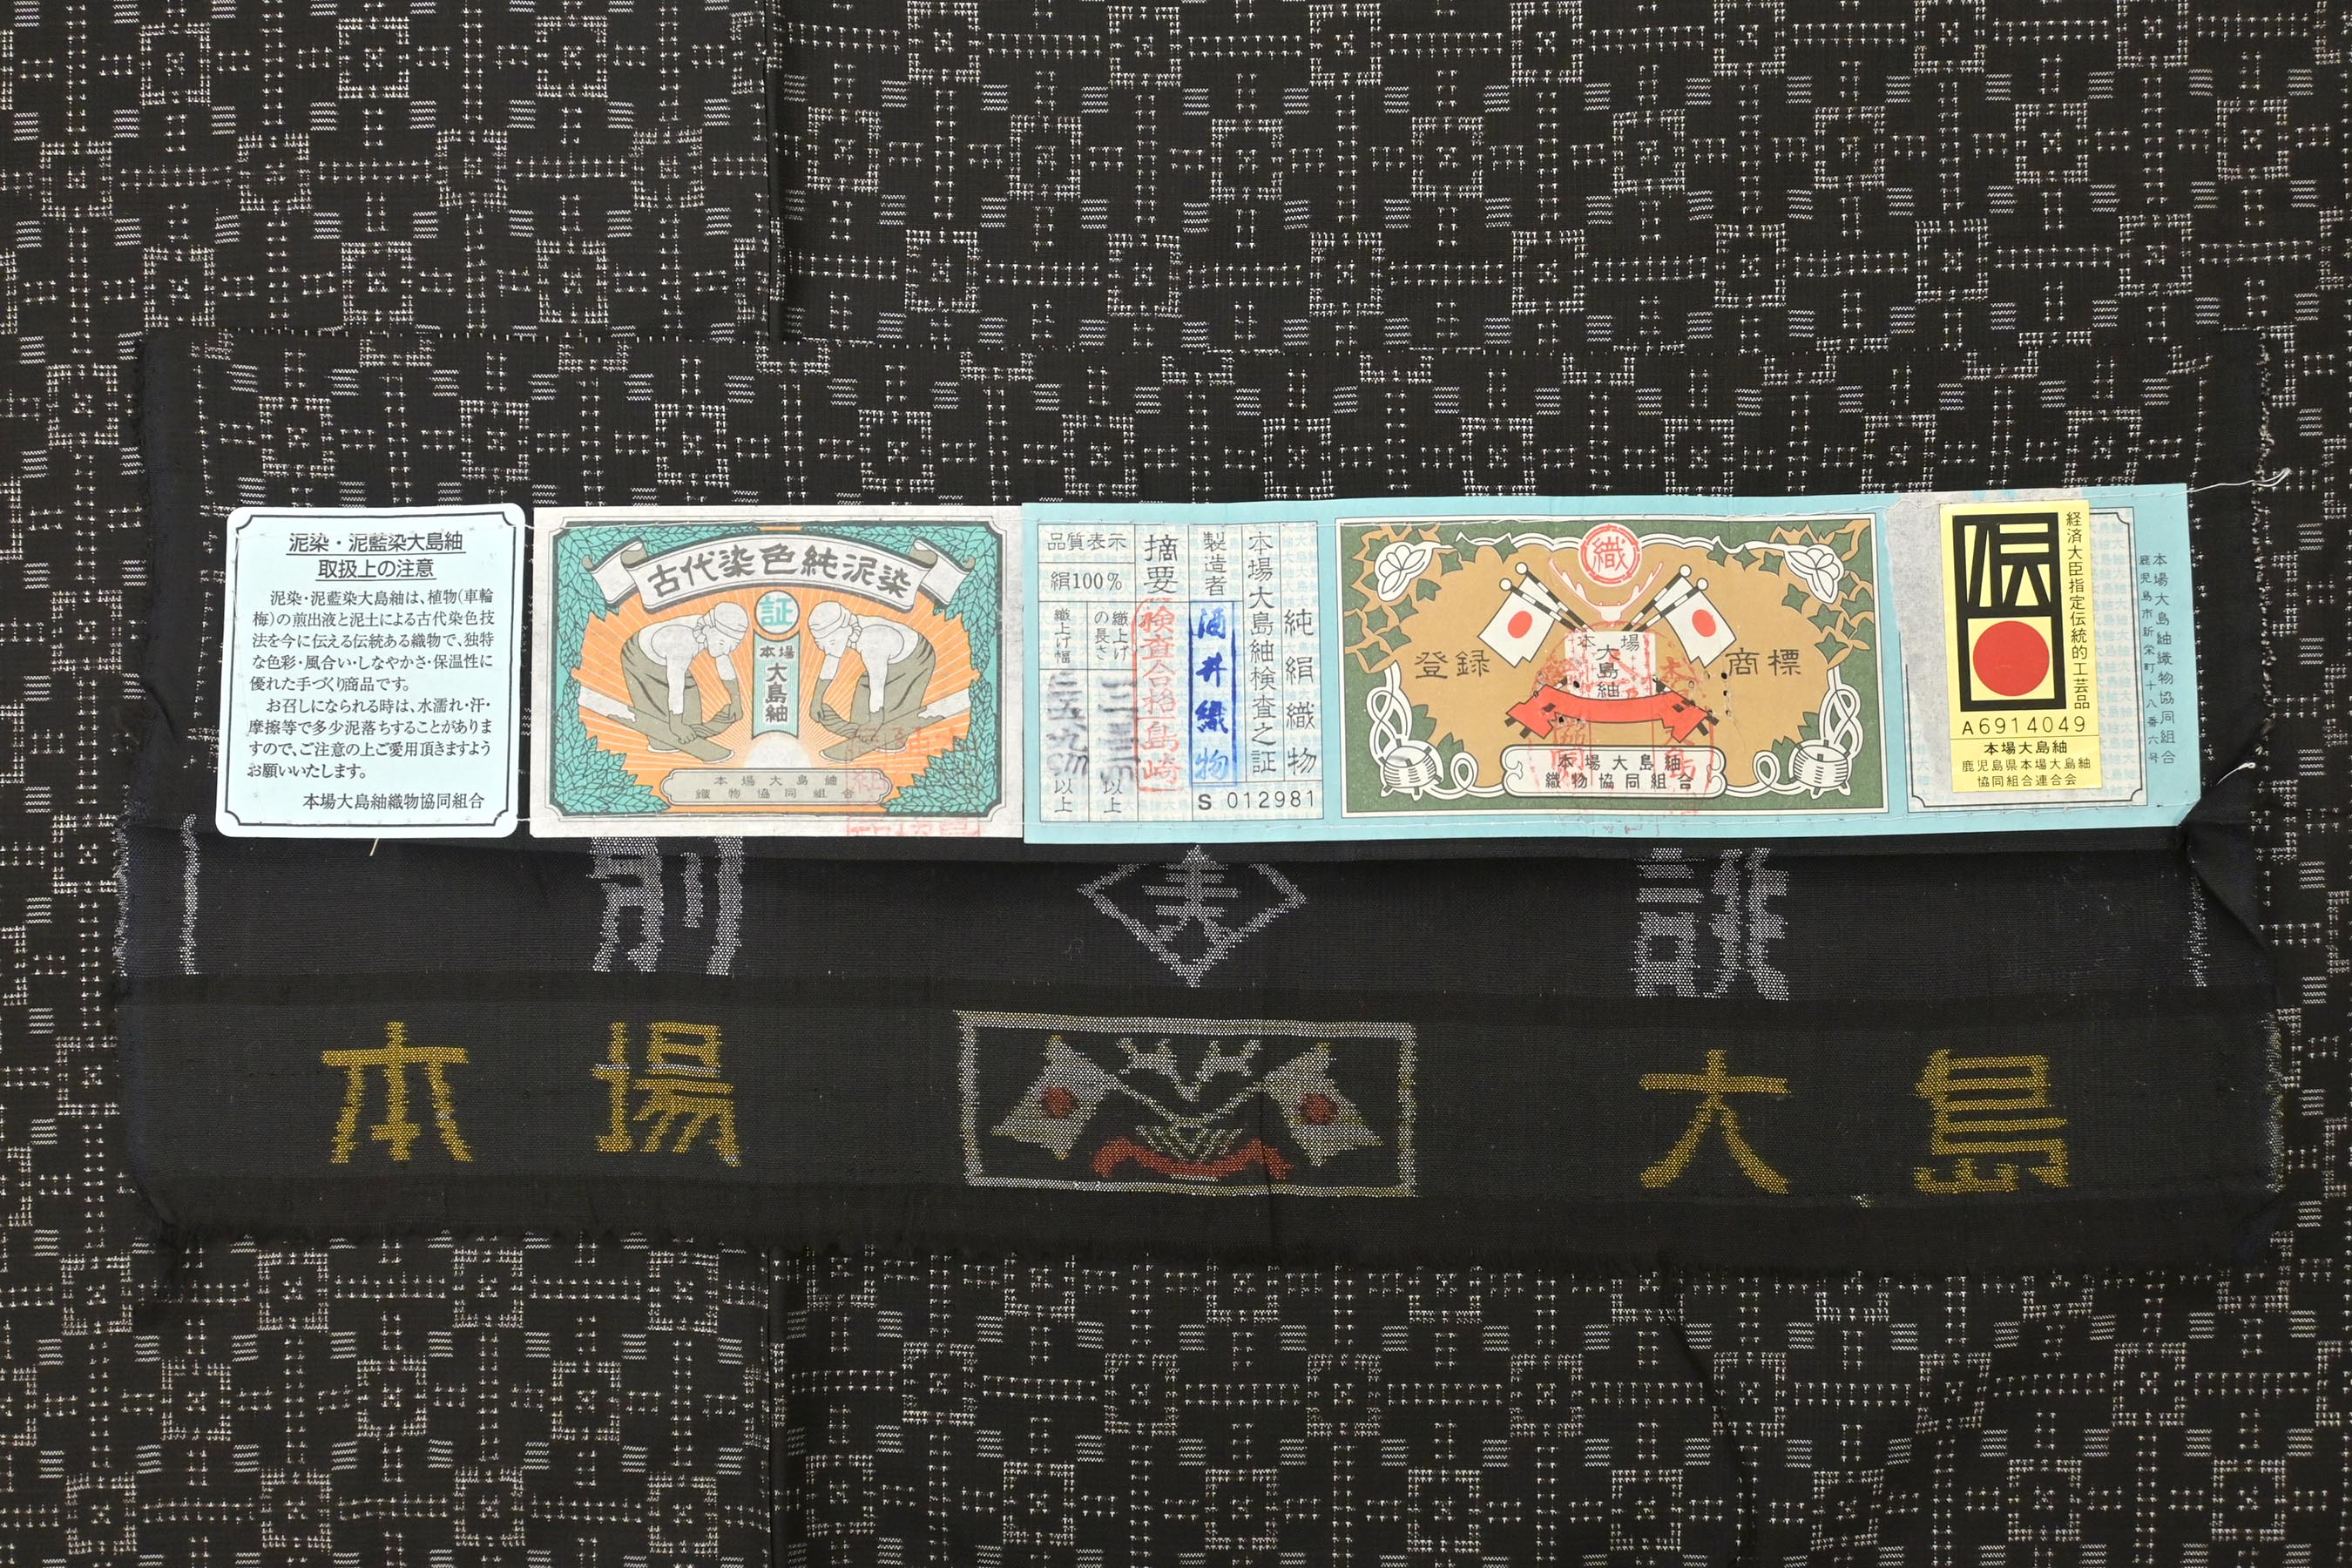 泥染・泥藍染大島紬
取扱上の注意
泥染・泥藍染大島紬は、植物(車輪
梅)の煎出液と泥土による古代染色技
法を今に伝える伝統ある織物で、独特
な色彩・風合い・しなやかさ・保温性に
優れた手づくり商品です。
お召しになられる時は、水濡れ・汗・
摩擦等で多少泥落ちすることがありま
すので、ご注意の上ご愛用頂きますよう
お願いいたします。
本場大島紬織物協同組合
古代染色純泥染
証
本場
大島紬
本場大島紬
織物協同組合
純絹織物
本場大島紬検査之証
製造者
酒井織物
S 012981
摘要
検査合格
島崎
品質表示
絹100%
織上げ
の長さ
以上
織上げ幅
以上
織
登録
商標
本場
大島紬
本場大島紬
織物協同組合
経済大臣指定伝統的工芸品
伝
A6914049
本場大島紬
鹿児島県本場大島紬
協同組合連合会
本場大島紬織物協同組合
鹿児島市新栄町十八番六号
別
誂
本場
大島